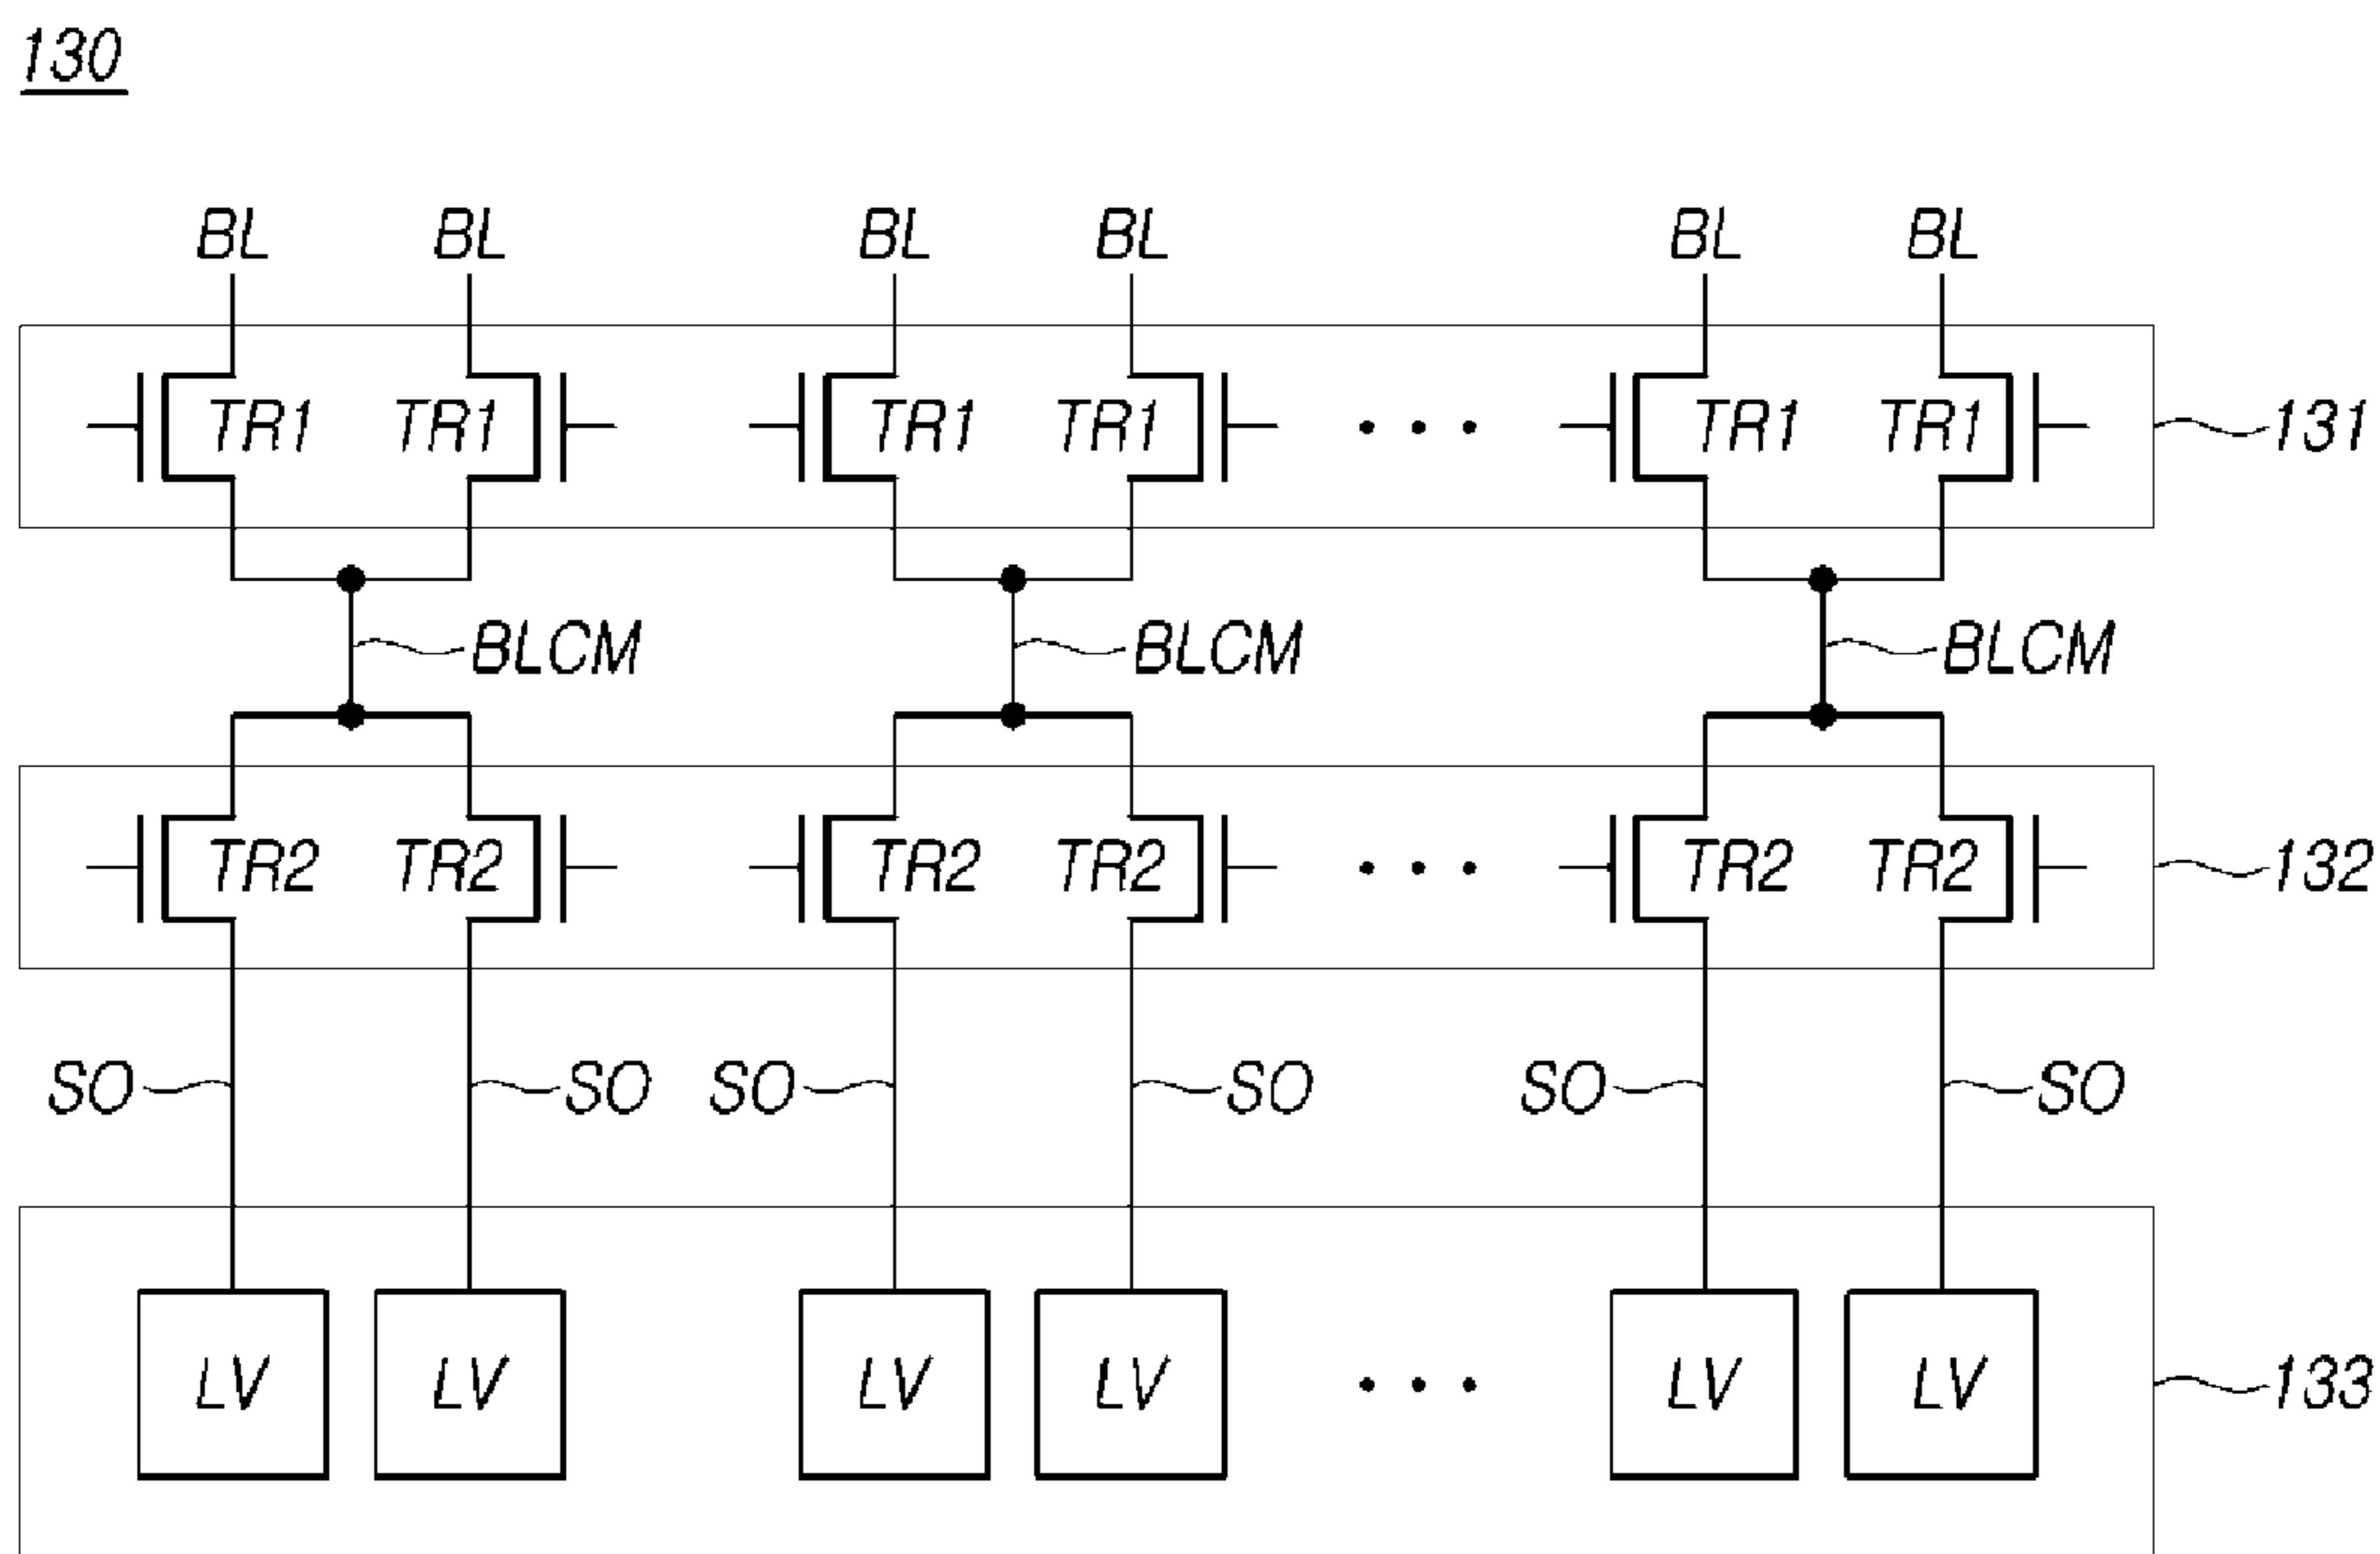 130
BL BL BL BL BL BL
TR1 TR1 TR1 TR1 • • • TR1 TR1 131
BLCM BLCM BLCM
TR2 TR2 TR2 TR2 • • • TR2 TR2 132
SO SO SO SO SO SO
LV LV LV LV • • • LV LV 133